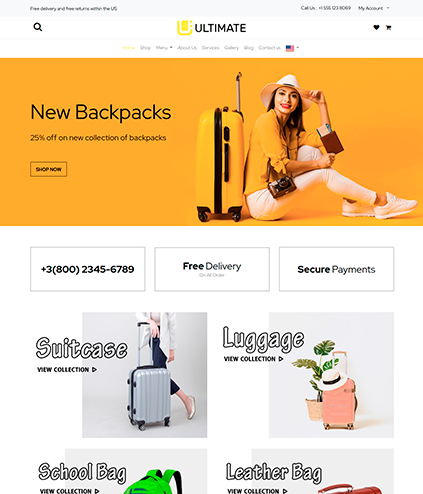 Free delivery and free returns within the US
Call Us : +1 555 123 8069 My Account
ULTIMATE
Home Shop Menu About Us Services Gallery Blog Contact us
New Backpacks
25% off on new collection of backpacks
SHOP NOW
+3(800) 2345-6789
Free Delivery
On All Order
Secure Payments
Suitcase
VIEW COLLECTION
Luggage
VIEW COLLECTION
School Bag
VIEW COLLECTION
Leather Bag
VIEW COLLECTION